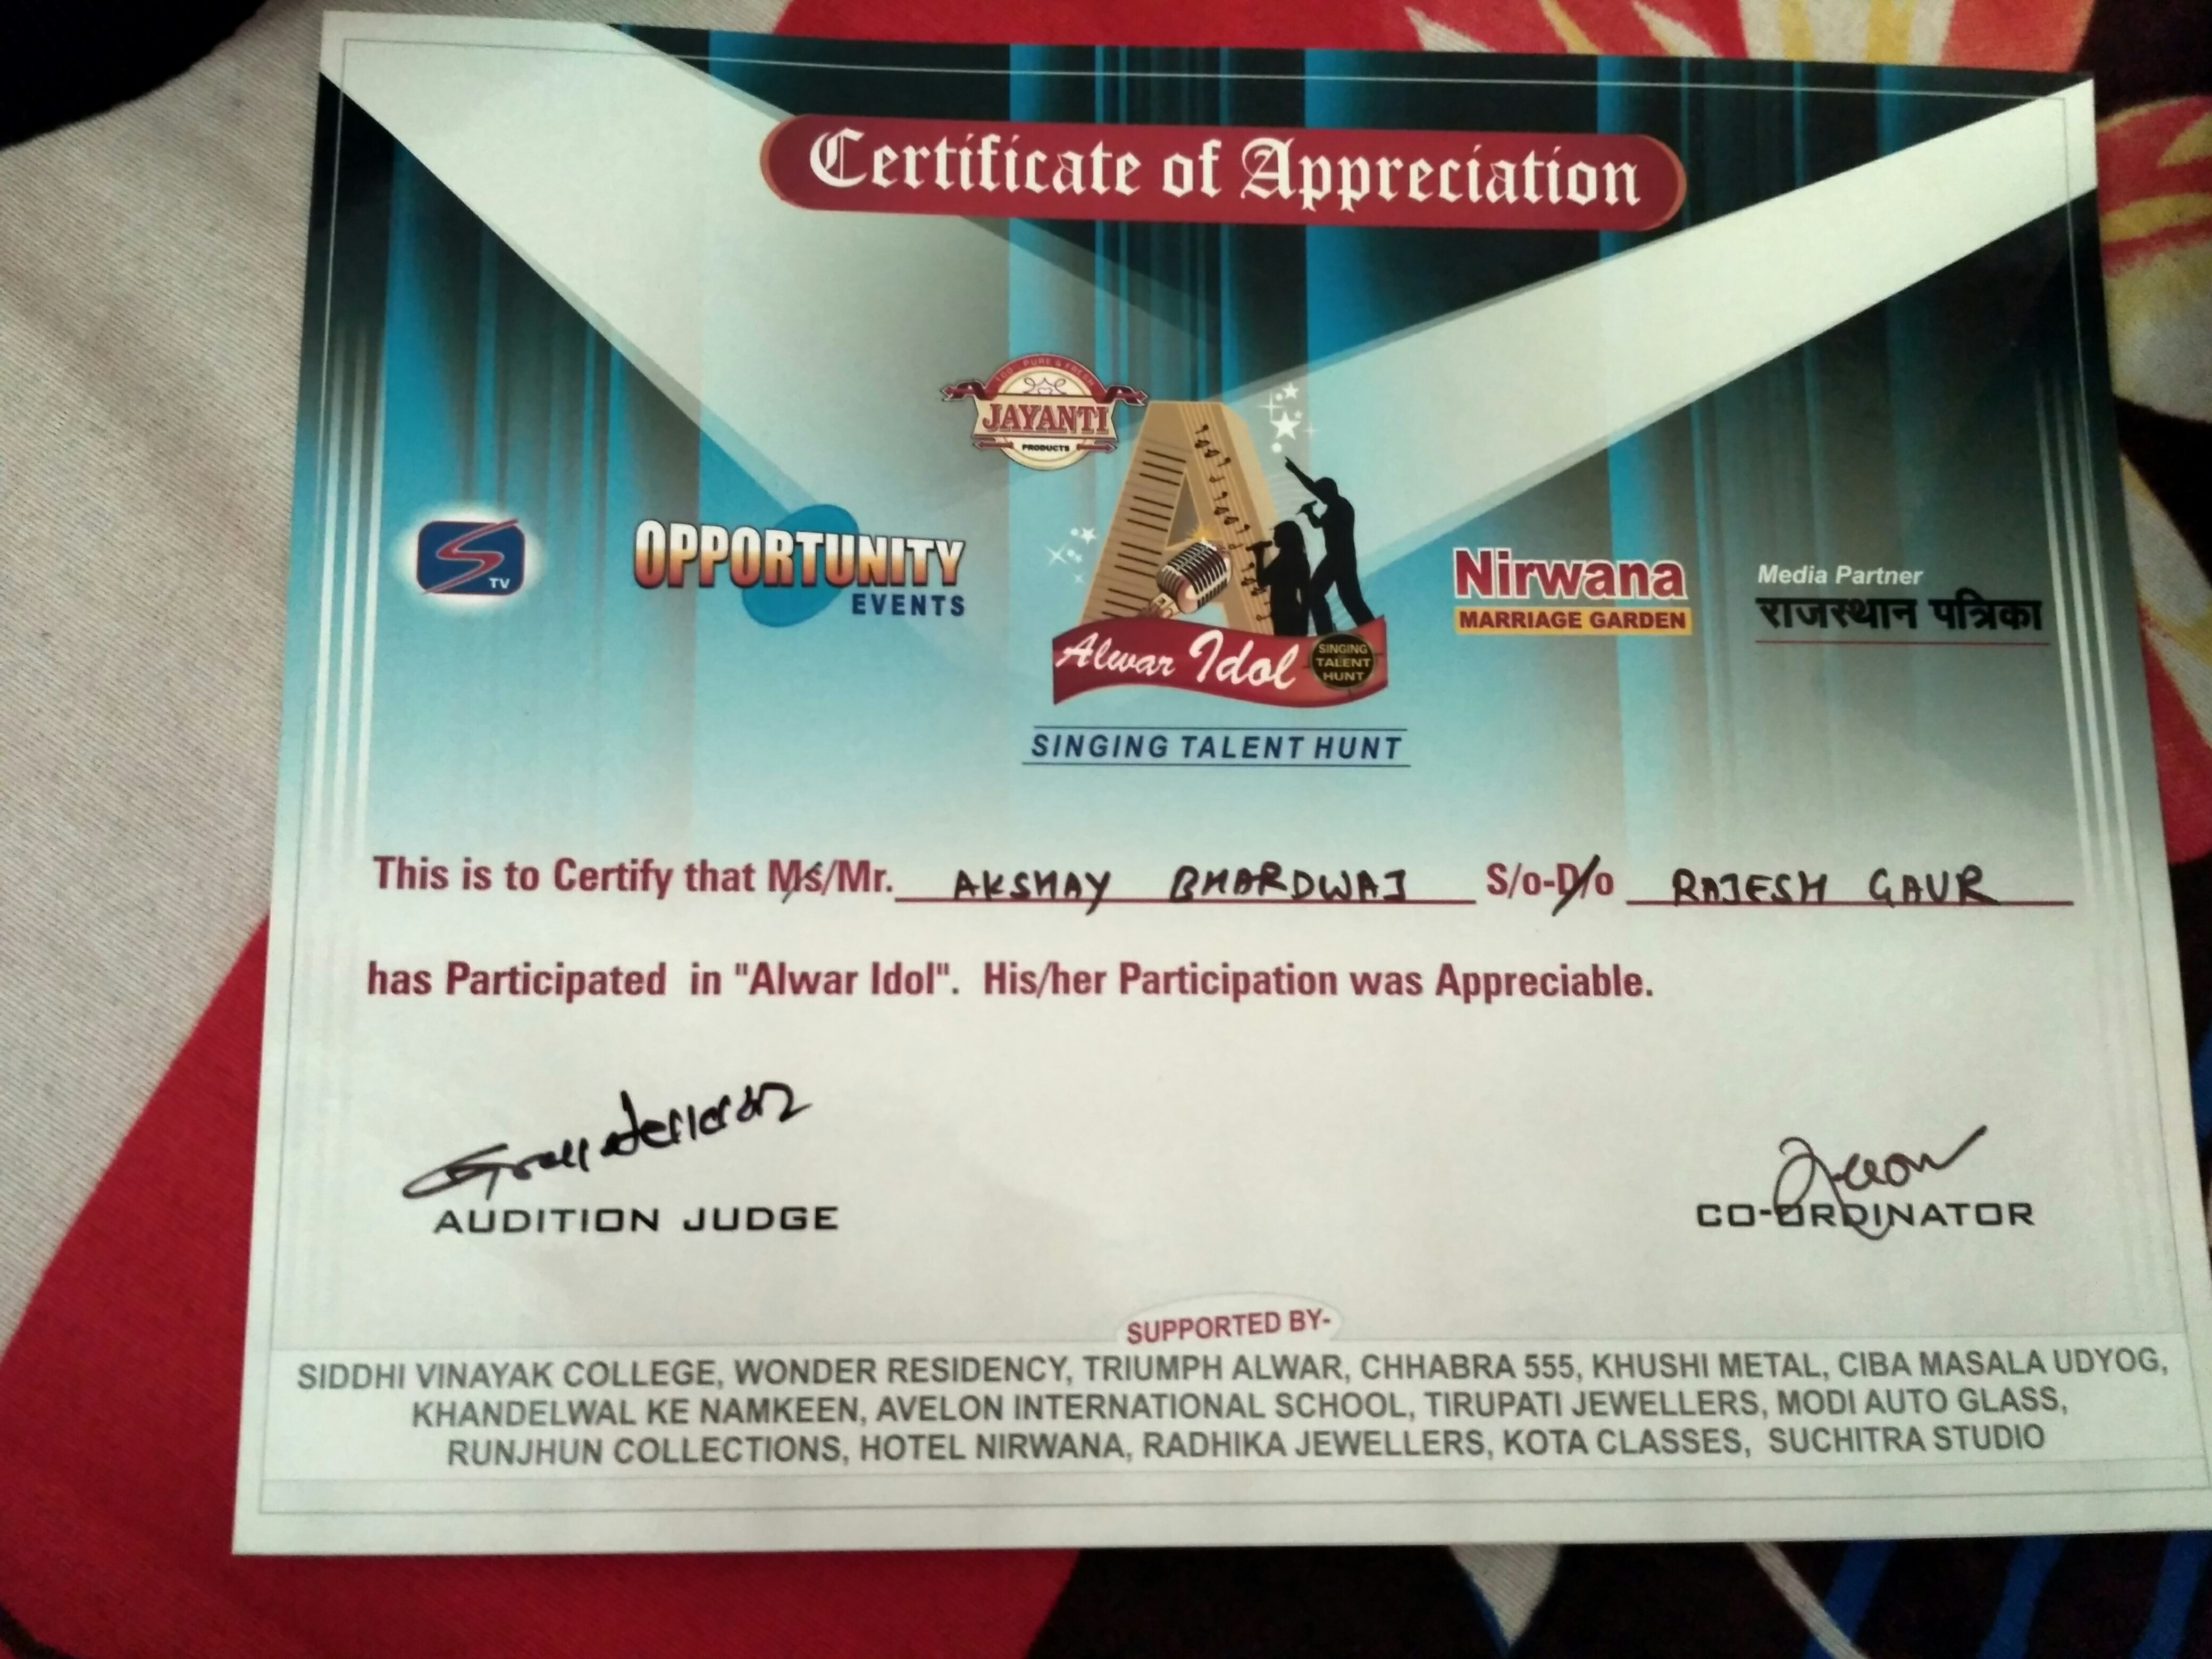 Certificate of Appreciation
100% PURE & FRESH
JAYANTI
PRODUCTS
S TV
OPPORTUNITY
EVENTS
Alwar Idol
SINGING
TALENT
HUNT
Nirwana
MARRIAGE GARDEN
Media Partner
राजस्थान पत्रिका
SINGING TALENT HUNT
This is to Certify that Ms/Mr. AKSHAY BHARDWAJ S/o-D/o RAJESH GAUR
has Participated in "Alwar Idol". His/her Participation was Appreciable.
AUDITION JUDGE
CO-ORDINATOR
SUPPORTED BY-
SIDDHI VINAYAK COLLEGE, WONDER RESIDENCY, TRIUMPH ALWAR, CHHABRA 555, KHUSHI METAL, CIBA MASALA UDYOG,
KHANDELWAL KE NAMKEEN, AVELON INTERNATIONAL SCHOOL, TIRUPATI JEWELLERS, MODI AUTO GLASS,
RUNJHUN COLLECTIONS, HOTEL NIRWANA, RADHIKA JEWELLERS, KOTA CLASSES, SUCHITRA STUDIO